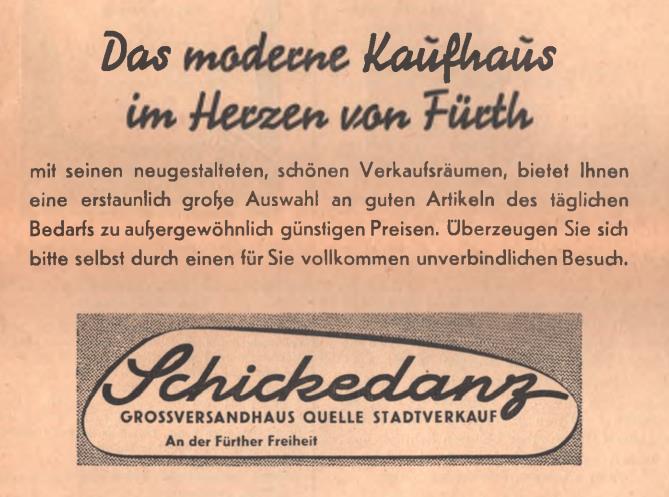 Das moderne Kaufhaus
im Herzen von Fürth
mit seinen neugestalteten, schönen Verkaufsräumen, bietet Ihnen
eine erstaunlich große Auswahl an guten Artikeln des täglichen
Bedarfs zu außergewöhnlich günstigen Preisen. Überzeugen Sie sich
bitte selbst durch einen für Sie vollkommen unverbindlichen Besuch.
Schickedanz
GROSSVERSANDHAUS QUELLE STADTVERKAUF
An der Fürther Freiheit